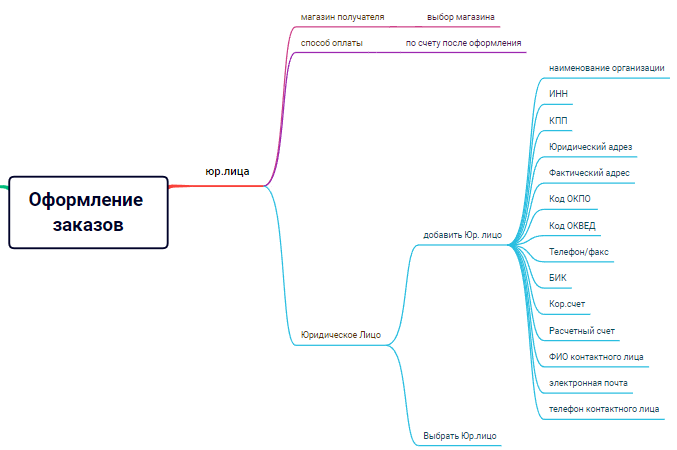 Оформление
заказов
юр.лица
магазин получателя
выбор магазина
способ оплаты
по счету после оформления
Юридическое Лицо
добавить Юр. лицо
наименование организации
ИНН
КПП
Юридический адрез
Фактический адрес
Код ОКПО
Код ОКВЕД
Телефон/факс
БИК
Кор.счет
Расчетный счет
ФИО контактного лица
электронная почта
телефон контактного лица
Выбрать Юр.лицо